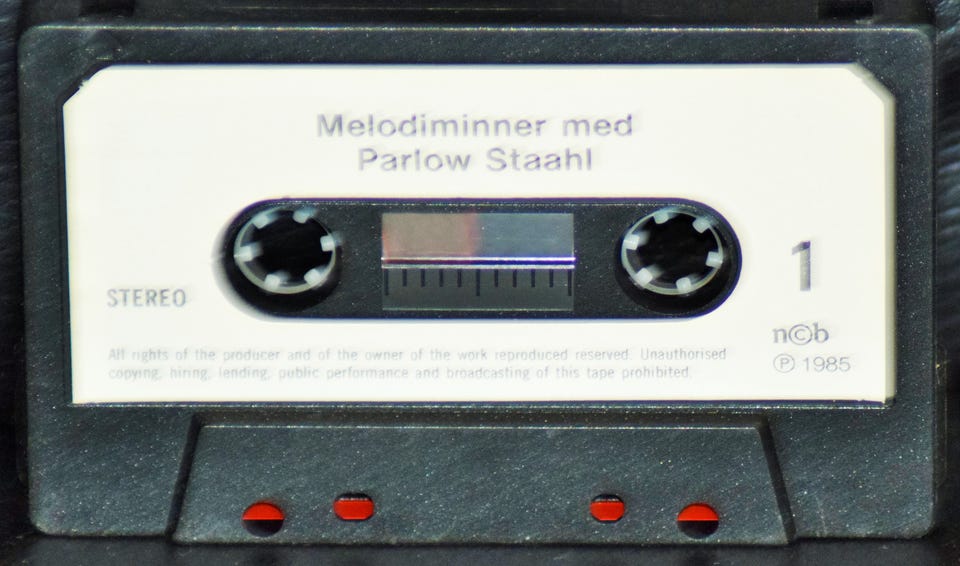 Melodiminner med
Parlow Staahl
1
STEREO
n©b
All rights of the producer and of the owner of the work reproduced reserved. Unauthorised
copying, hiring, lending, public performance and broadcasting of this tape prohibited.
℗ 1985